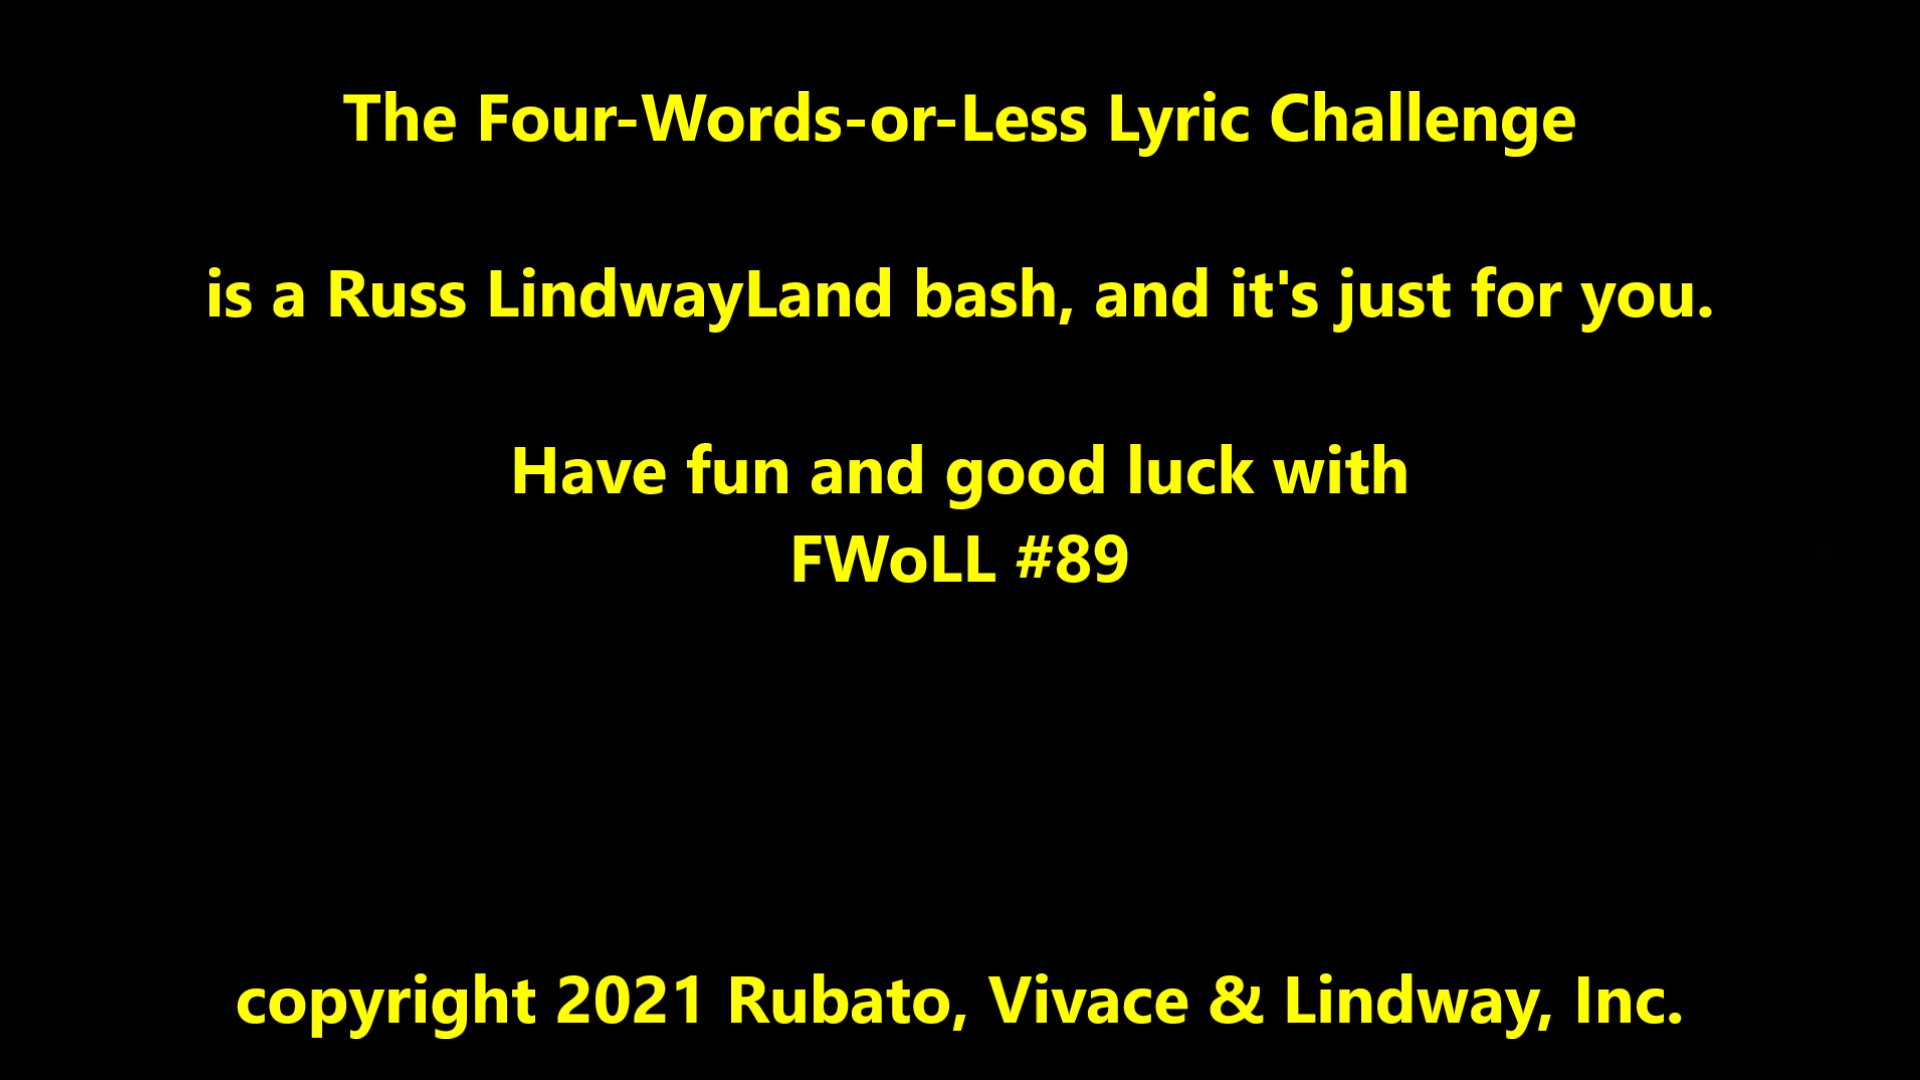 The Four-Words-or-Less Lyric Challenge
is a Russ LindwayLand bash, and it's just for you.
Have fun and good luck with
FWoLL #89
copyright 2021 Rubato, Vivace & Lindway, Inc.